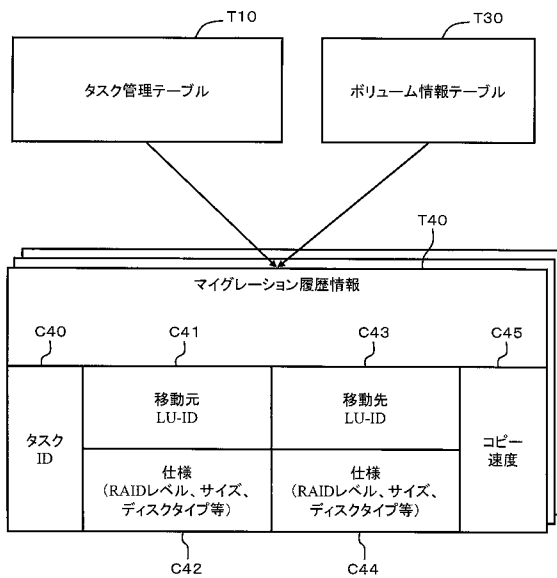 T10
T30
タスク管理テーブル
ボリューム情報テーブル
T40
マイグレーション履歴情報
C40
C41
C43
C45
タスク
ID
移動元
LU-ID
移動先
LU-ID
コピー
速度
仕様
(RAIDレベル、サイズ、
ディスクタイプ等)
仕様
(RAIDレベル、サイズ、
ディスクタイプ等)
C42
C44